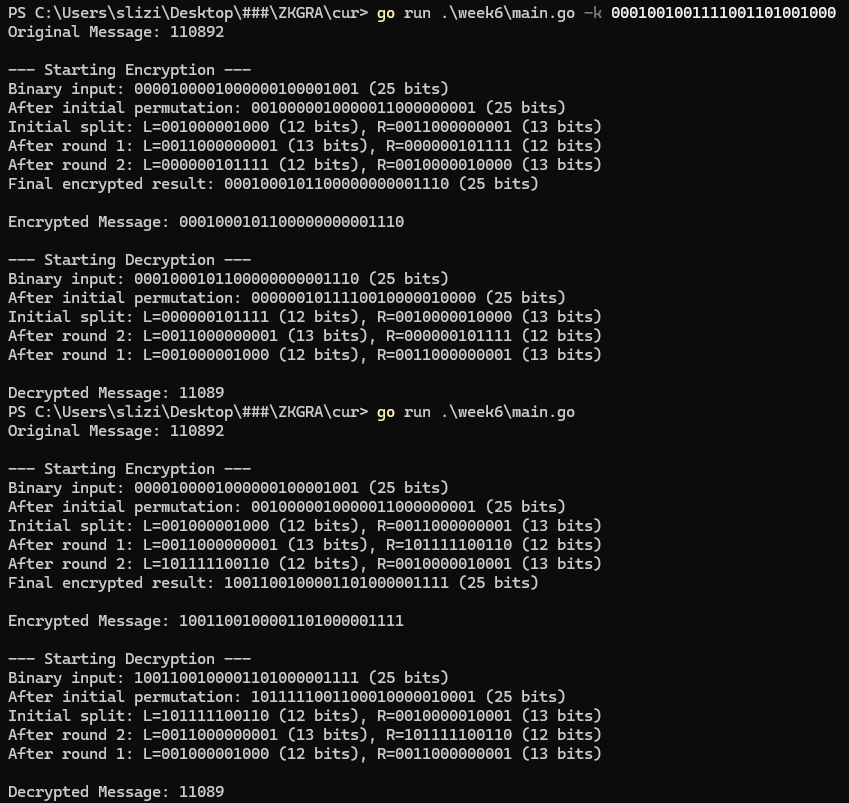 PS C:\Users\slizi\Desktop\###\ZKGRA\cur> go run .\week6\main.go -k 0001001001111001101001000
Original Message: 110892
--- Starting Encryption ---
Binary input: 0000100001000000100001001 (25 bits)
After initial permutation: 0010000010000011000000001 (25 bits)
Initial split: L=001000001000 (12 bits), R=0011000000001 (13 bits)
After round 1: L=0011000000001 (13 bits), R=000000101111 (12 bits)
After round 2: L=000000101111 (12 bits), R=0010000010000 (13 bits)
Final encrypted result: 0001000101100000000001110 (25 bits)
Encrypted Message: 0001000101100000000001110
--- Starting Decryption ---
Binary input: 0001000101100000000001110 (25 bits)
After initial permutation: 0000001011110010000010000 (25 bits)
Initial split: L=000000101111 (12 bits), R=0010000010000 (13 bits)
After round 2: L=0011000000001 (13 bits), R=000000101111 (12 bits)
After round 1: L=001000001000 (12 bits), R=0011000000001 (13 bits)
Decrypted Message: 11089
PS C:\Users\slizi\Desktop\###\ZKGRA\cur> go run .\week6\main.go
Original Message: 110892
--- Starting Encryption ---
Binary input: 0000100001000000100001001 (25 bits)
After initial permutation: 0010000010000011000000001 (25 bits)
Initial split: L=001000001000 (12 bits), R=0011000000001 (13 bits)
After round 1: L=0011000000001 (13 bits), R=101111100110 (12 bits)
After round 2: L=101111100110 (12 bits), R=0010000010001 (13 bits)
Final encrypted result: 1001100100001101000001111 (25 bits)
Encrypted Message: 1001100100001101000001111
--- Starting Decryption ---
Binary input: 1001100100001101000001111 (25 bits)
After initial permutation: 1011111001100010000010001 (25 bits)
Initial split: L=101111100110 (12 bits), R=0010000010001 (13 bits)
After round 2: L=0011000000001 (13 bits), R=101111100110 (12 bits)
After round 1: L=001000001000 (12 bits), R=0011000000001 (13 bits)
Decrypted Message: 11089